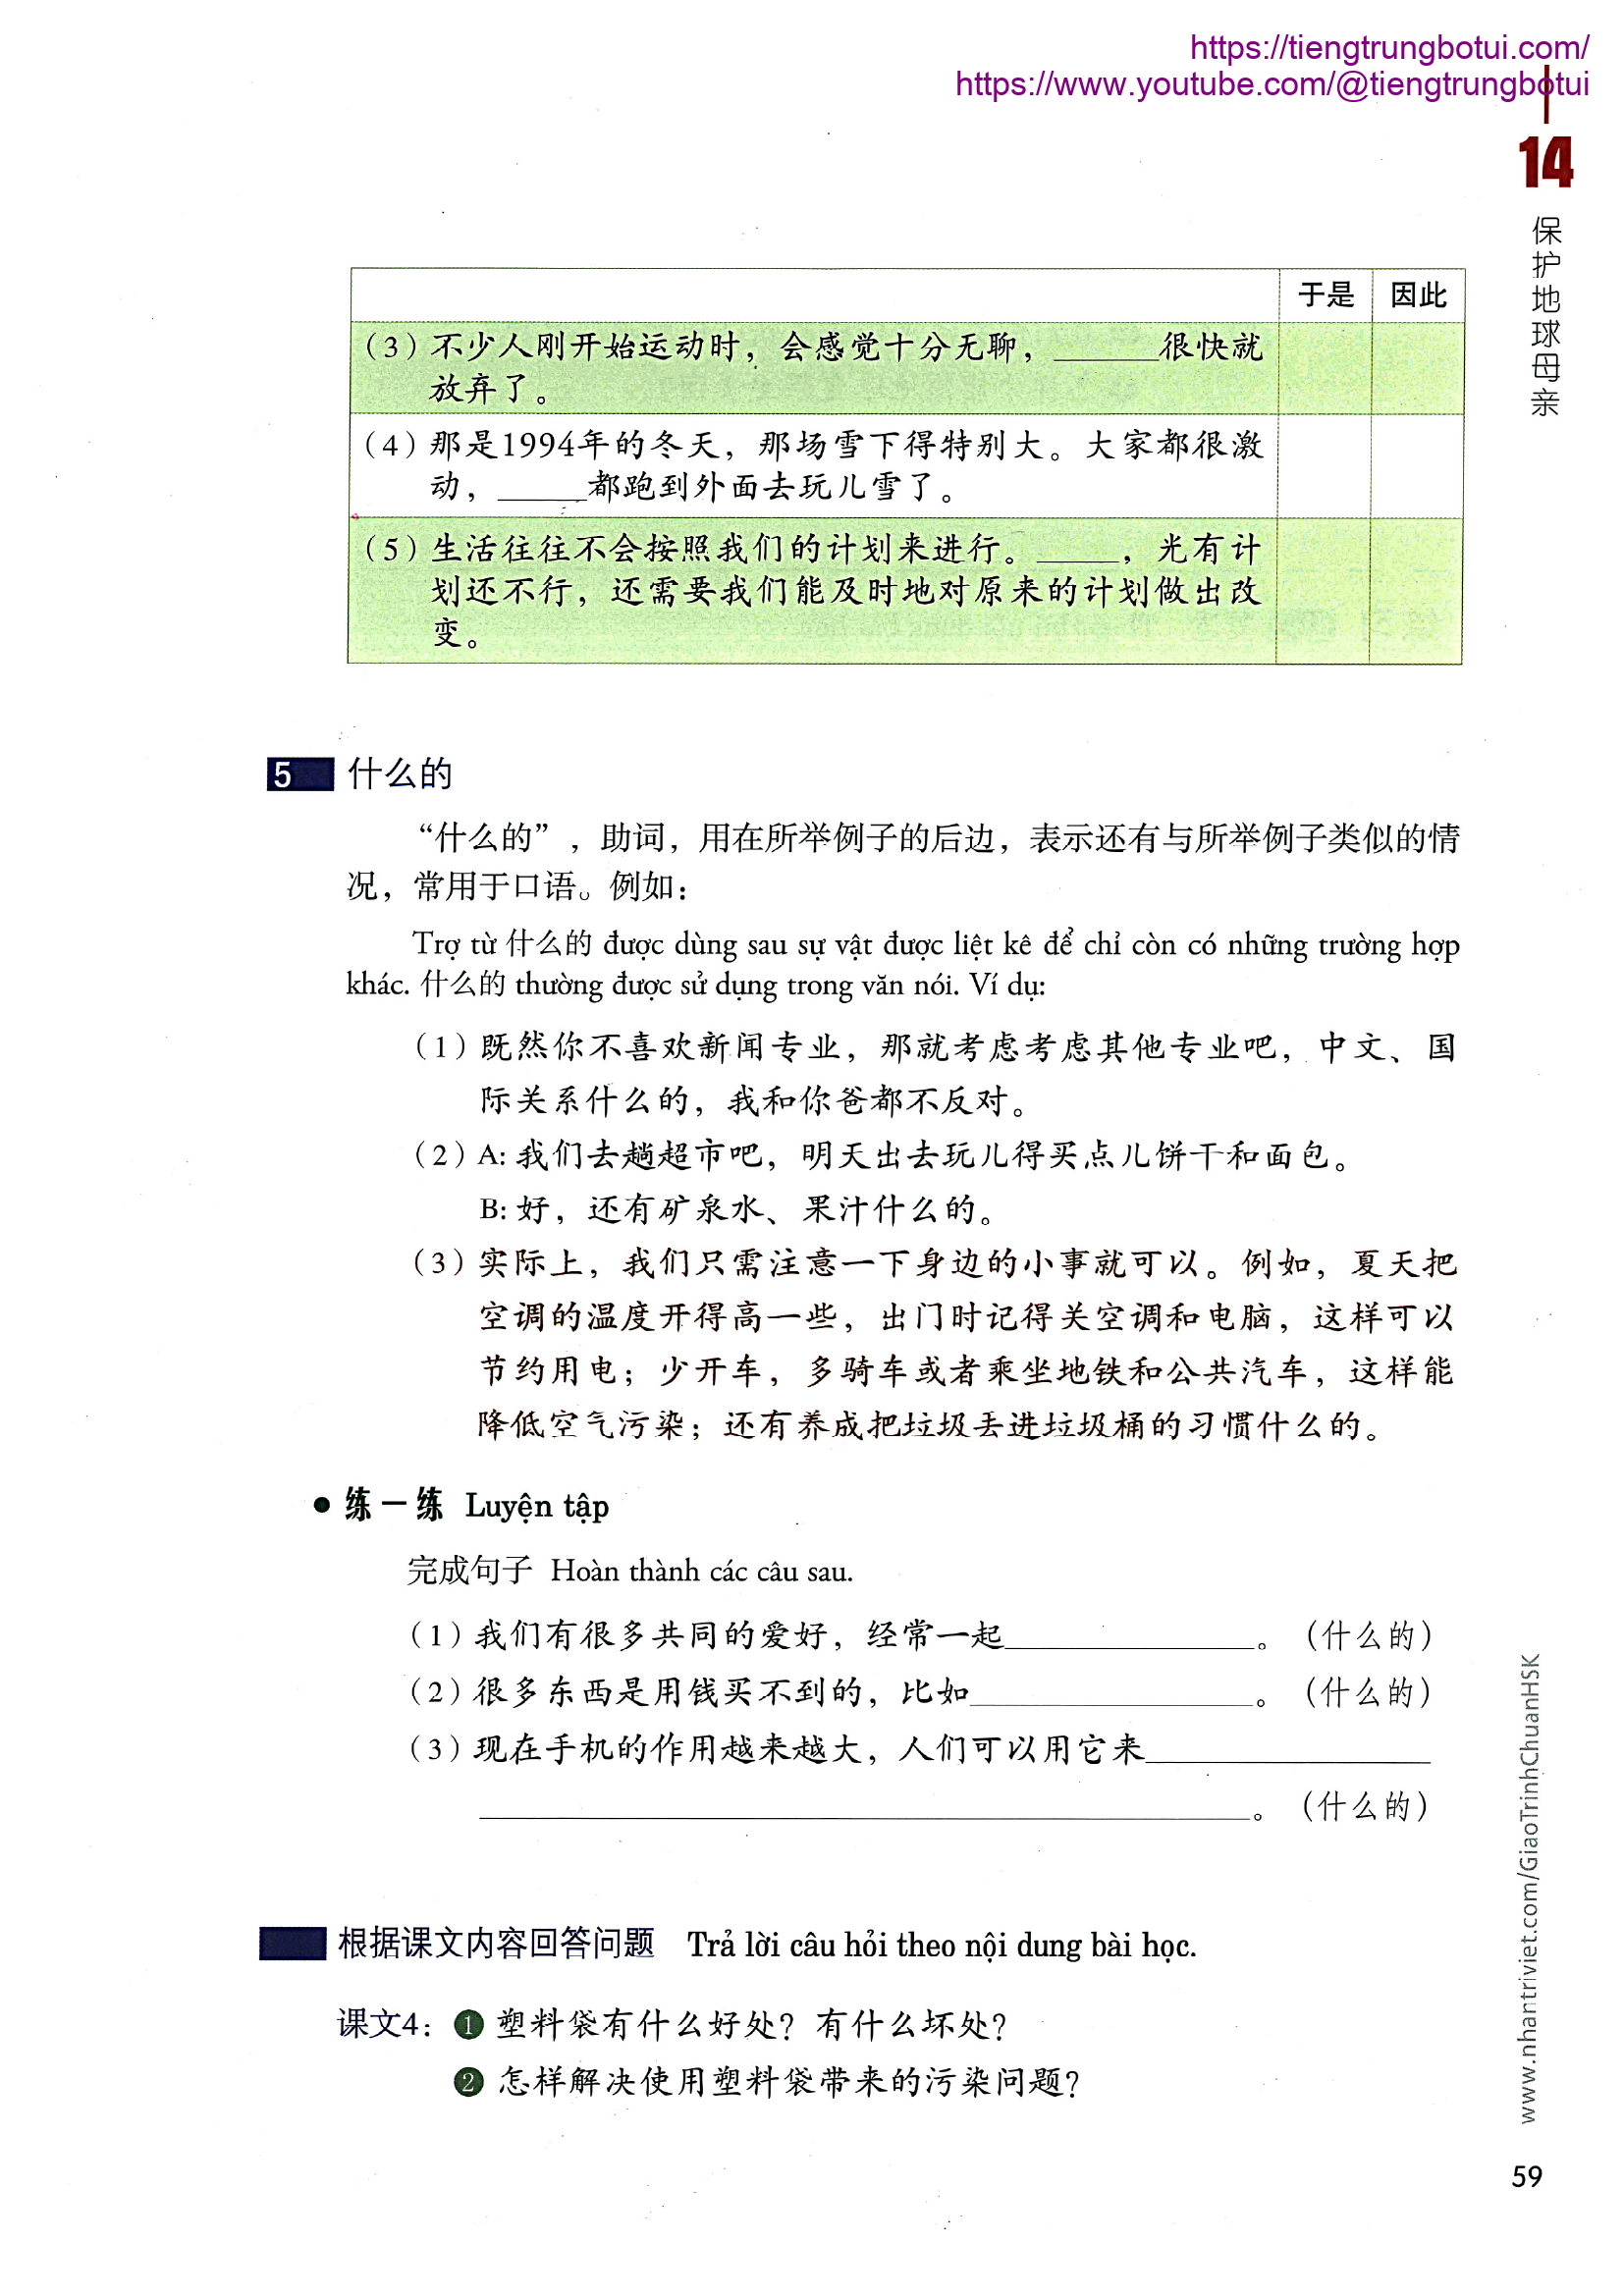 https://tiengtrungbotui.com/
https://www.youtube.com/@tiengtrungbotui
14
保护地球母亲
于是 因此
（3）不少人刚开始运动时，会感觉十分无聊，______很快就
放弃了。
（4）那是1994年的冬天，那场雪下得特别大。大家都很激
动，_____都跑到外面去玩儿雪了。
（5）生活往往不会按照我们的计划来进行。_____，光有计
划还不行，还需要我们能及时地对原来的计划做出改
变。
5 什么的
“什么的”，助词，用在所举例子的后边，表示还有与所举例子类似的情
况，常用于口语。例如：
Trợ từ 什么的 được dùng sau sự vật được liệt kê để chỉ còn có những trường hợp
khác. 什么的 thường được sử dụng trong văn nói. Ví dụ:
（1）既然你不喜欢新闻专业，那就考虑考虑其他专业吧，中文、国
际关系什么的，我和你爸都不反对。
（2）A: 我们去趟超市吧，明天出去玩儿得买点儿饼干和面包。
B: 好，还有矿泉水、果汁什么的。
（3）实际上，我们只需注意一下身边的小事就可以。例如，夏天把
空调的温度开得高一些，出门时记得关空调和电脑，这样可以
节约用电；少开车，多骑车或者乘坐地铁和公共汽车，这样能
降低空气污染；还有养成把垃圾丢进垃圾桶的习惯什么的。
● 练一练 Luyện tập
完成句子 Hoàn thành các câu sau.
（1）我们有很多共同的爱好，经常一起______________。（什么的）
（2）很多东西是用钱买不到的，比如________________。（什么的）
（3）现在手机的作用越来越大，人们可以用它来________________
____________________________________________。（什么的）
根据课文内容回答问题 Trả lời câu hỏi theo nội dung bài học.
课文4：❶ 塑料袋有什么好处？有什么坏处？
❷ 怎样解决使用塑料袋带来的污染问题？
www.nhantriviet.com/GiaoTrinhChuanHSK
59